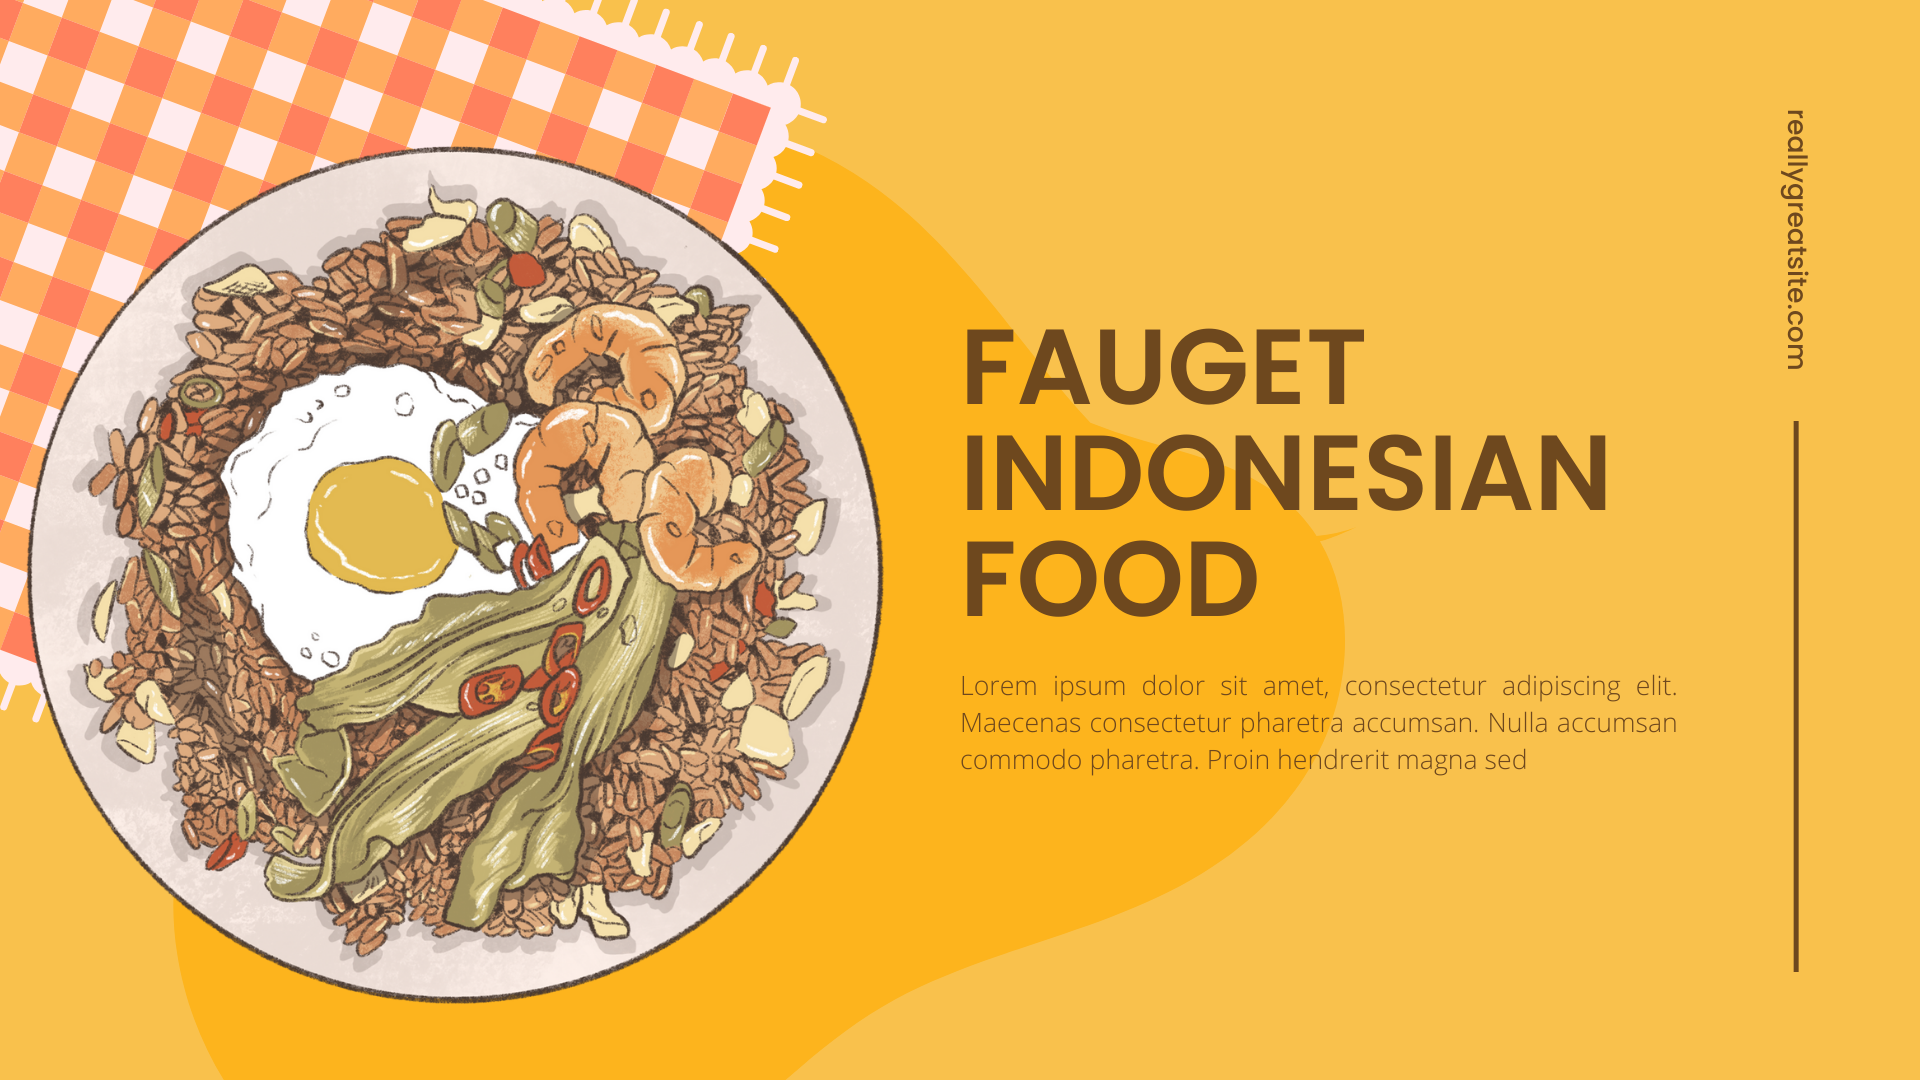 FAUGET
INDONESIAN
FOOD
Lorem ipsum dolor sit amet, consectetur adipiscing elit.
Maecenas consectetur pharetra accumsan. Nulla accumsan
commodo pharetra. Proin hendrerit magna sed
reallygreatsite.com